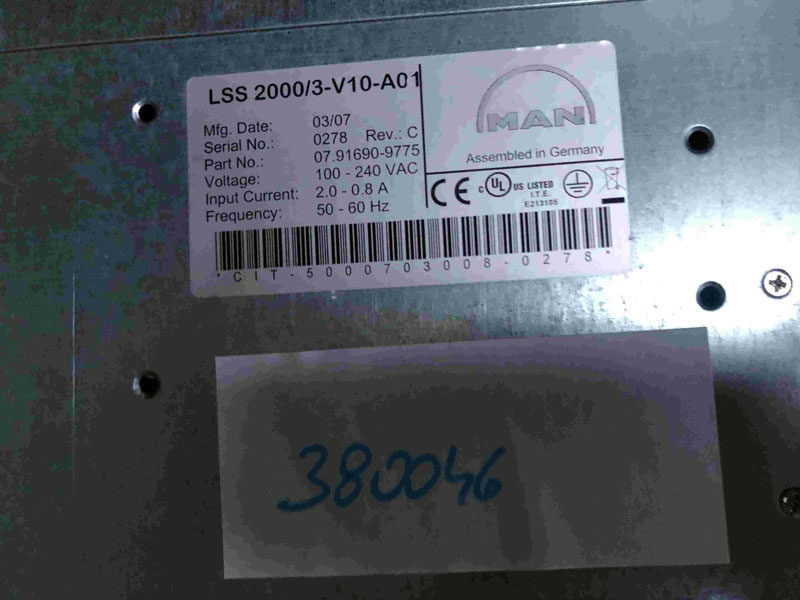 LSS 2000/3-V10-A01
Mfg. Date: 03/07
Serial No.: 0278 Rev.: C
Part No.: 07.91690-9775
Voltage: 100 - 240 VAC
Input Current: 2.0 - 0.8 A
Frequency: 50 - 60 Hz
MAN
Assembled in Germany
CE c UL US LISTED
I.T.E.
E213105
*CIT-5000703008-0278*
380046